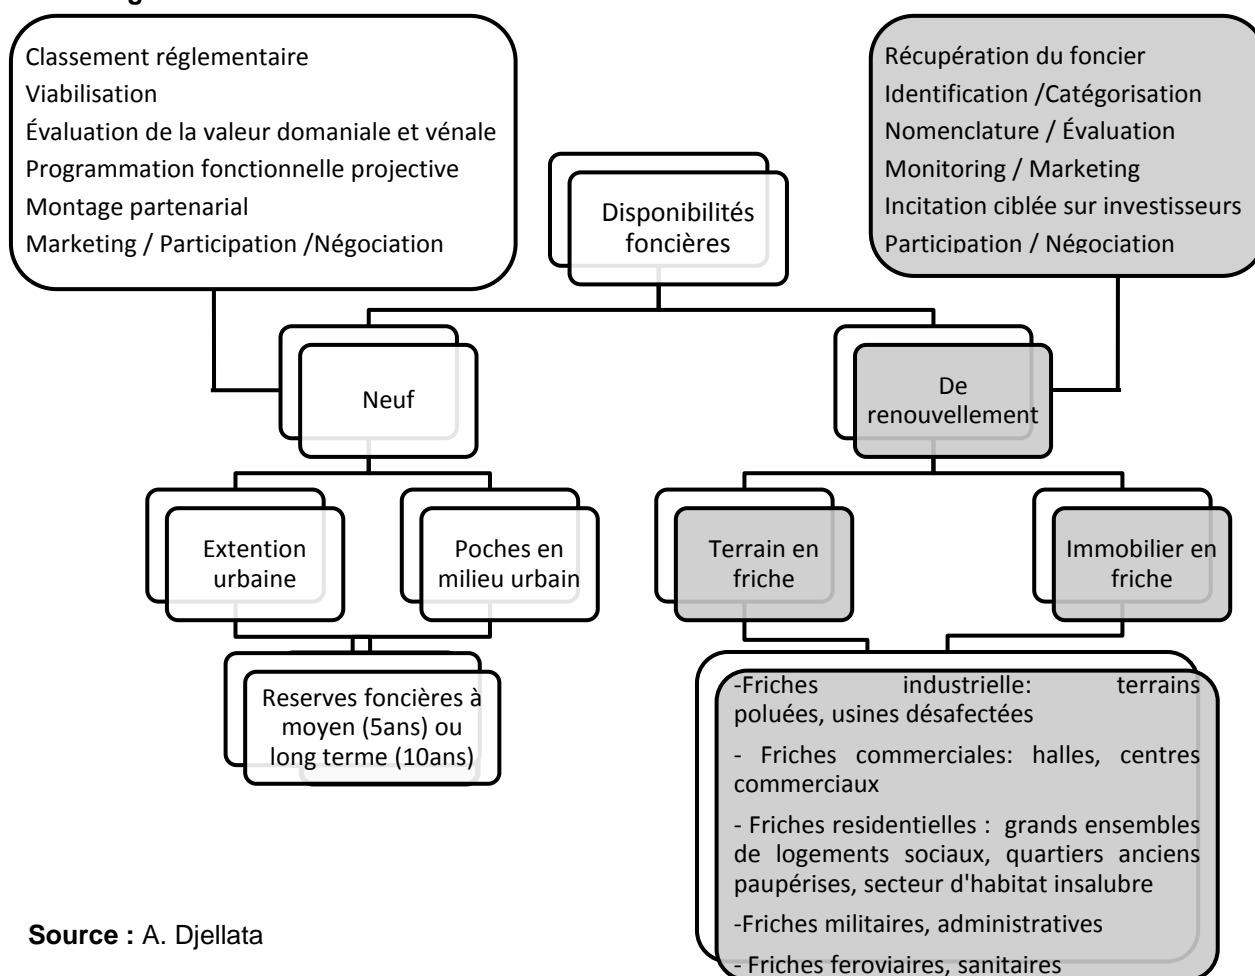 Classement réglementaire
Viabilisation
Évaluation de la valeur domaniale et vénale
Programmation fonctionnelle projective
Montage partenarial
Marketing / Participation /Négociation
Récupération du foncier
Identification /Catégorisation
Nomenclature / Évaluation
Monitoring / Marketing
Incitation ciblée sur investisseurs
Participation / Négociation
Disponibilités
foncières
Neuf
De
renouvellement
Extention
urbaine
Poches en
milieu urbain
Terrain en
friche
Immobilier en
friche
Reserves foncières à
moyen (5ans) ou
long terme (10ans)
-Friches industrielle: terrains
poluées, usines désafectées
- Friches commerciales: halles, centres
commerciaux
- Friches residentielles : grands ensembles
de logements sociaux, quartiers anciens
paupérises, secteur d'habitat insalubre
-Friches militaires, administratives
- Friches feroviaires, sanitaires
Source : A. Djellata